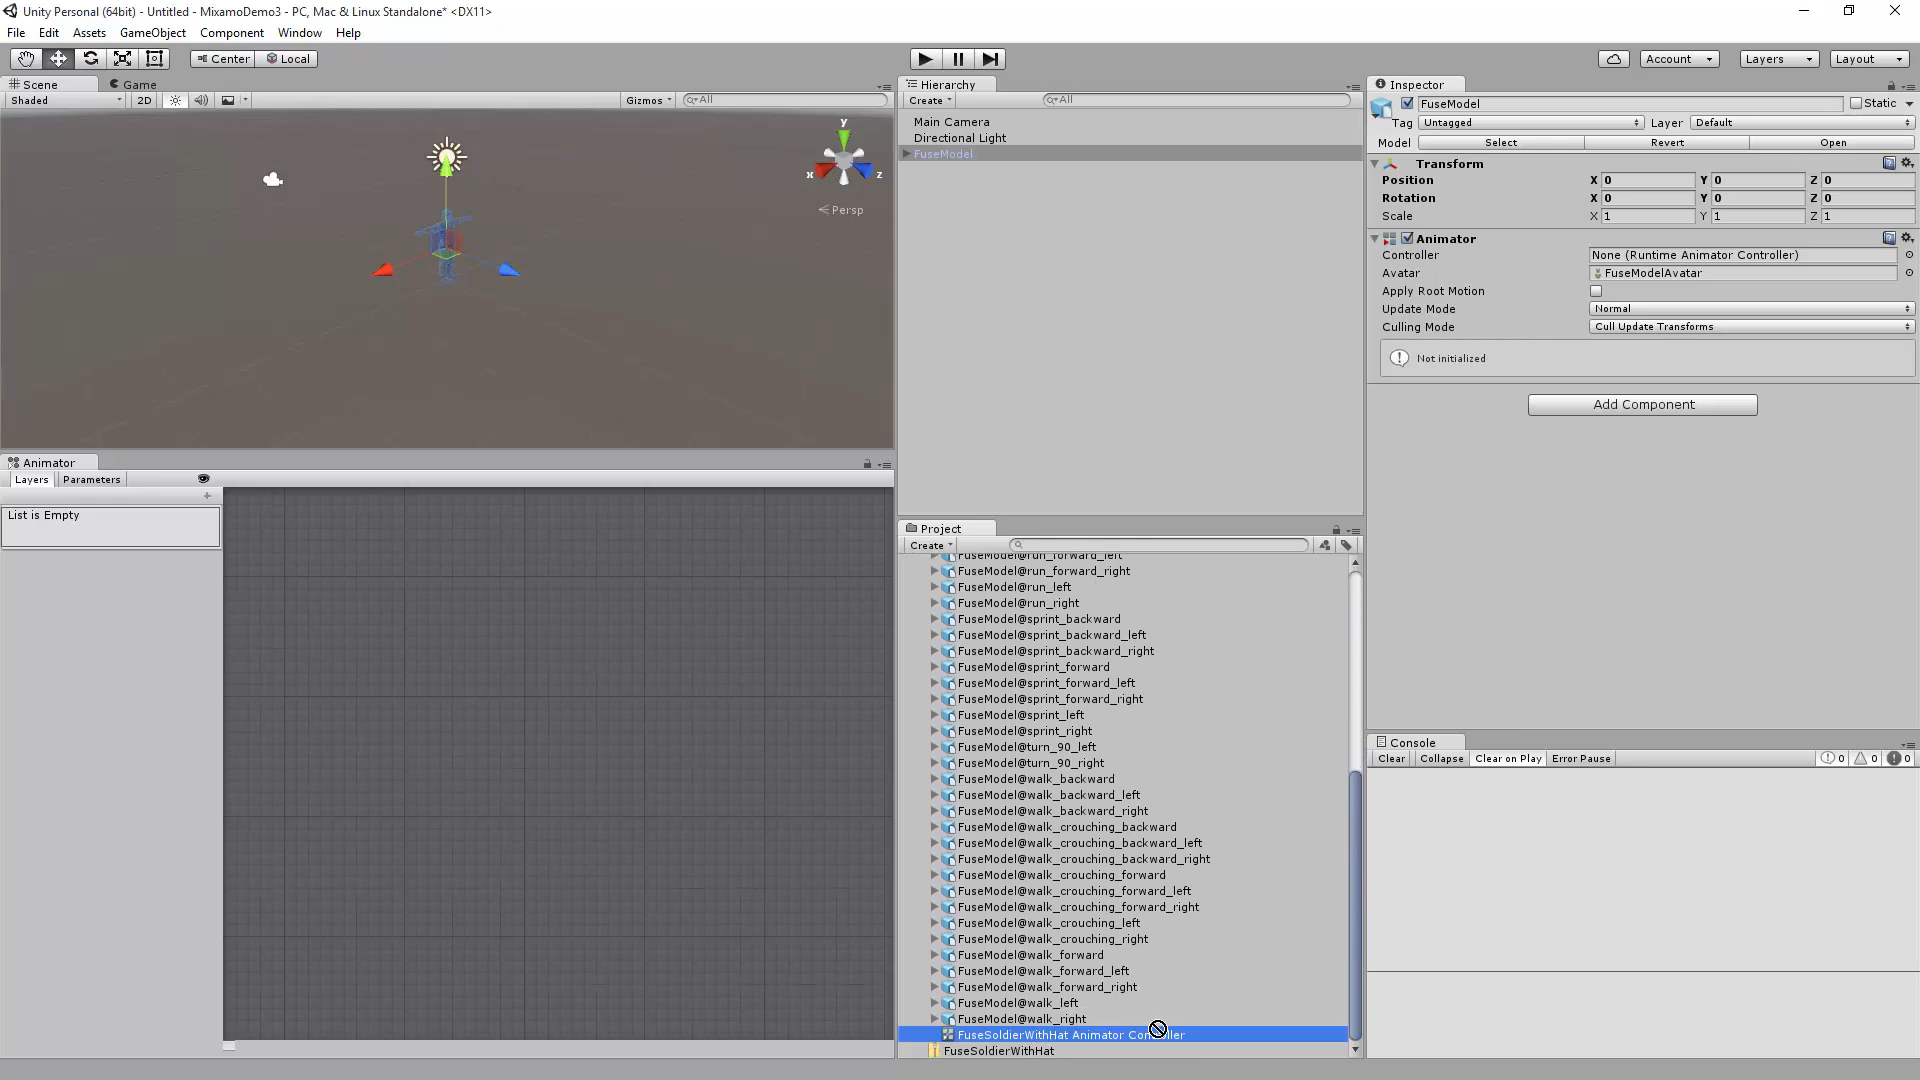 Unity Personal (64bit) - Untitled - MixamoDemo3 - PC, Mac & Linux Standalone* <DX11>
File Edit Assets GameObject Component Window Help
Center Local
Account Layers Layout
Scene Game
Shaded 2D Gizmos All
y
x z
Persp
Animator
Layers Parameters
List is Empty
Hierarchy
Create All
Main Camera
Directional Light
FuseModel
Project
Create
FuseModel@run_forward_left
FuseModel@run_forward_right
FuseModel@run_left
FuseModel@run_right
FuseModel@sprint_backward
FuseModel@sprint_backward_left
FuseModel@sprint_backward_right
FuseModel@sprint_forward
FuseModel@sprint_forward_left
FuseModel@sprint_forward_right
FuseModel@sprint_left
FuseModel@sprint_right
FuseModel@turn_90_left
FuseModel@turn_90_right
FuseModel@walk_backward
FuseModel@walk_backward_left
FuseModel@walk_backward_right
FuseModel@walk_crouching_backward
FuseModel@walk_crouching_backward_left
FuseModel@walk_crouching_backward_right
FuseModel@walk_crouching_forward
FuseModel@walk_crouching_forward_left
FuseModel@walk_crouching_forward_right
FuseModel@walk_crouching_left
FuseModel@walk_crouching_right
FuseModel@walk_forward
FuseModel@walk_forward_left
FuseModel@walk_forward_right
FuseModel@walk_left
FuseModel@walk_right
FuseSoldierWithHat Animator Controller
FuseSoldierWithHat
Inspector
FuseModel Static
Tag Untagged Layer Default
Model Select Revert Open
Transform
Position X 0 Y 0 Z 0
Rotation X 0 Y 0 Z 0
Scale X 1 Y 1 Z 1
Animator
Controller None (Runtime Animator Controller)
Avatar FuseModelAvatar
Apply Root Motion
Update Mode Normal
Culling Mode Cull Update Transforms
Not initialized
Add Component
Console
Clear Collapse Clear on Play Error Pause 0 0 0